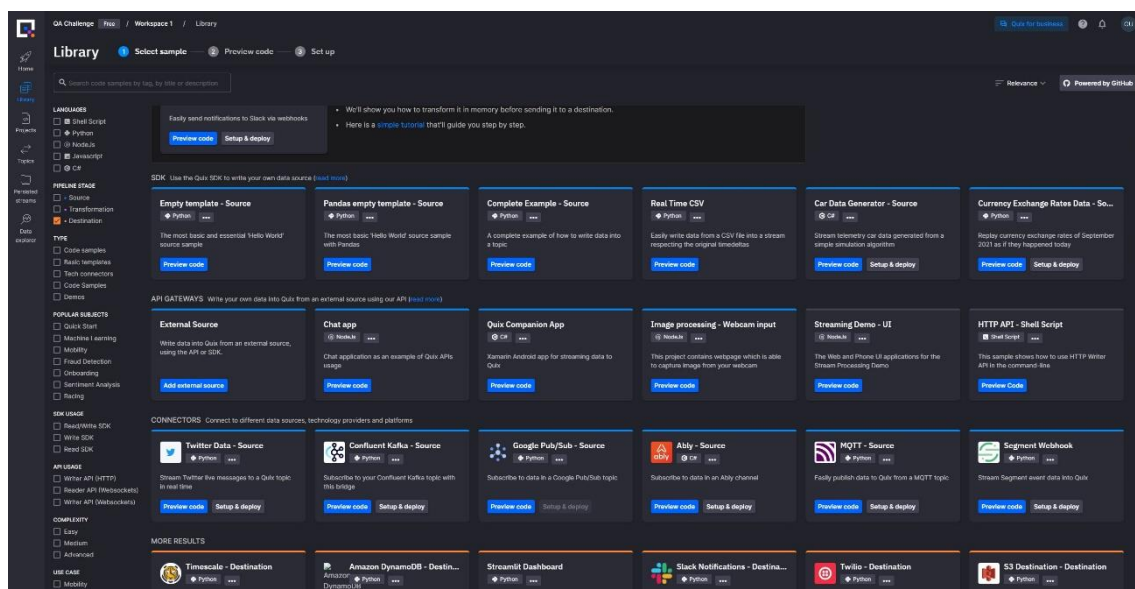 QA Challenge Free / Workspace 1 / Library
Quix for business
Library 1 Select sample 2 Preview code 3 Set up
Search code samples by tag, by title or description
Relevance
Powered by GitHub
Home
Library
Projects
Topics
Persisted
streams
Data
explorer
LANGUAGES
Shell Script
Python
NodeJs
Javascript
C#
PIPELINE STAGE
Source
Transformation
Destination
TYPE
Code samples
Basic templates
Tech connectors
Code Samples
Demos
POPULAR SUBJECTS
Quick Start
Machine Learning
Mobility
Fraud Detection
Onboarding
Sentiment Analysis
Racing
SDK USAGE
Read/Write SDK
Write SDK
Read SDK
API USAGE
Writer API (HTTP)
Reader API (Websockets)
Writer API (Websockets)
COMPLEXITY
Easy
Medium
Advanced
USE CASE
Mobility
Easily send notifications to Slack via webhooks
Preview code Setup & deploy
• We'll show you how to transform it in memory before sending it to a destination.
• Here is a simple tutorial that'll guide you step by step.
SDK Use the Quix SDK to write your own data source (read more)
Empty template - Source
Python
The most basic and essential 'Hello World'
source sample
Preview code
Pandas empty template - Source
Python
The most basic 'Hello World' source sample
with Pandas
Preview code
Complete Example - Source
Python
A complete example of how to write data into
a topic
Preview code
Real Time CSV
Python
Easily write data from a CSV file into a stream
respecting the original timedeltas
Preview code
Car Data Generator - Source
C#
Stream telemetry car data generated from a
simple simulation algorithm
Preview code Setup & deploy
Currency Exchange Rates Data - So...
Python
Replay currency exchange rates of September
2021 as if they happened today
Preview code Setup & deploy
API GATEWAYS Write your own data into Quix from an external source using our API (read more)
External Source
Write data into Quix from an external source,
using the API or SDK.
Add external source
Chat app
NodeJs
Chat application as an example of Quix APIs
usage
Preview code
Quix Companion App
C#
Xamarin Android app for streaming data to
Quix
Preview code
Image processing - Webcam input
NodeJs
This project contains webpage which is able
to capture image from your webcam
Preview code
Streaming Demo - UI
NodeJs
The Web and Phone UI applications for the
Stream Processing Demo
Preview code
HTTP API - Shell Script
Shell Script
This sample shows how to use HTTP Writer
API in the command-line
Preview Code
CONNECTORS Connect to different data sources, technology providers and platforms
Twitter Data - Source
Python
Stream Twitter live messages to a Quix topic
in real time
Preview code Setup & deploy
Confluent Kafka - Source
Python
Subscribe to your Confluent Kafka topic with
this bridge
Preview code Setup & deploy
Google Pub/Sub - Source
Python
Subscribe to data in a Google Pub/Sub topic
Preview code Setup & deploy
ably
Ably - Source
C#
Subscribe to data in an Ably channel
Preview code Setup & deploy
MQTT - Source
Python
Easily publish data to Quix from a MQTT topic
Preview code Setup & deploy
Segment Webhook
Python
Stream Segment event data into Quix
Preview code Setup & deploy
MORE RESULTS
Timescale - Destination
Python
Amazon
DynamoDB
Amazon DynamoDB - Destin...
Python
Streamlit Dashboard
Python
Slack Notifications - Destina...
Python
Twilio - Destination
Python
S3 Destination - Destination
Python